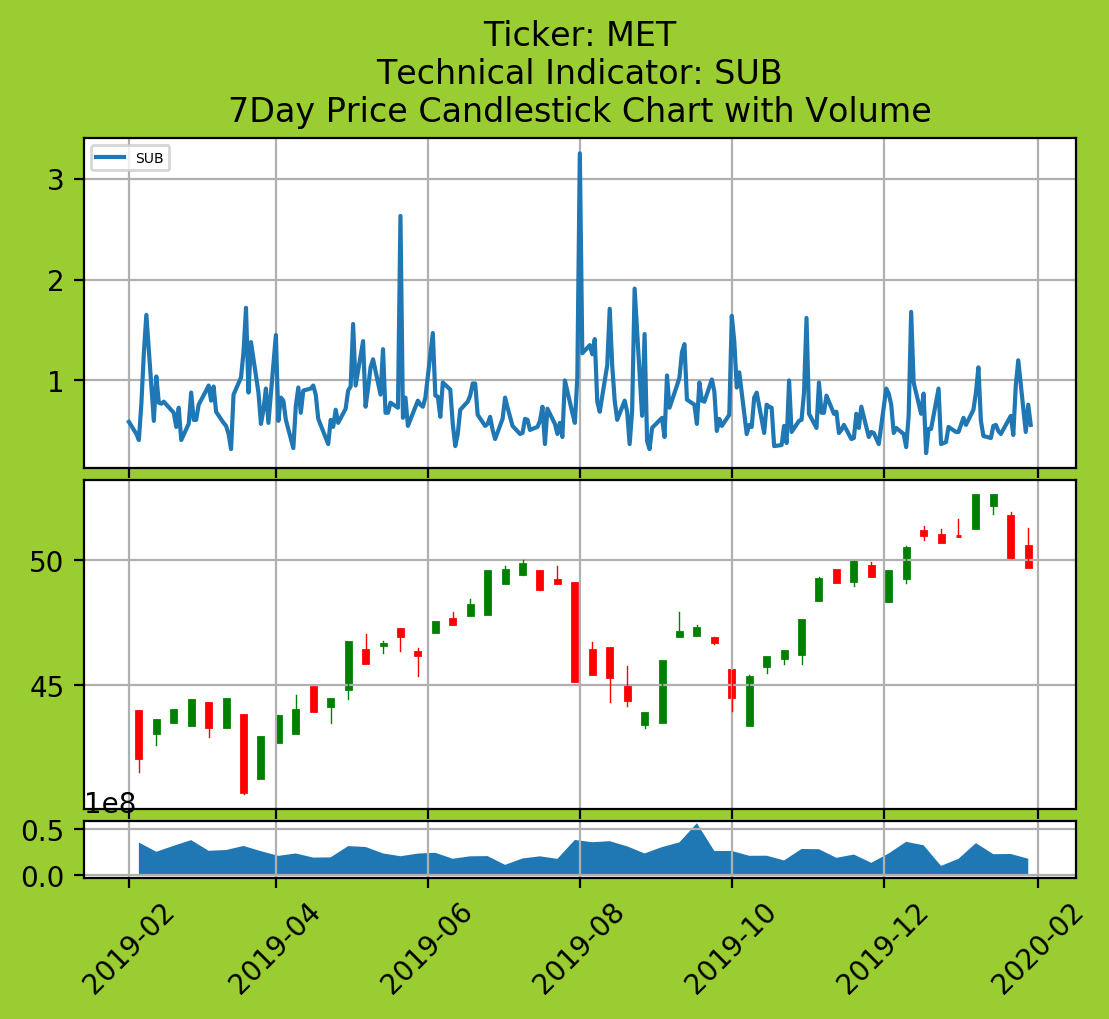 Ticker: MET
Technical Indicator: SUB
7Day Price Candlestick Chart with Volume
SUB
3
2
1
50
45
1e8
0.5
0.0
2019-02
2019-04
2019-06
2019-08
2019-10
2019-12
2020-02